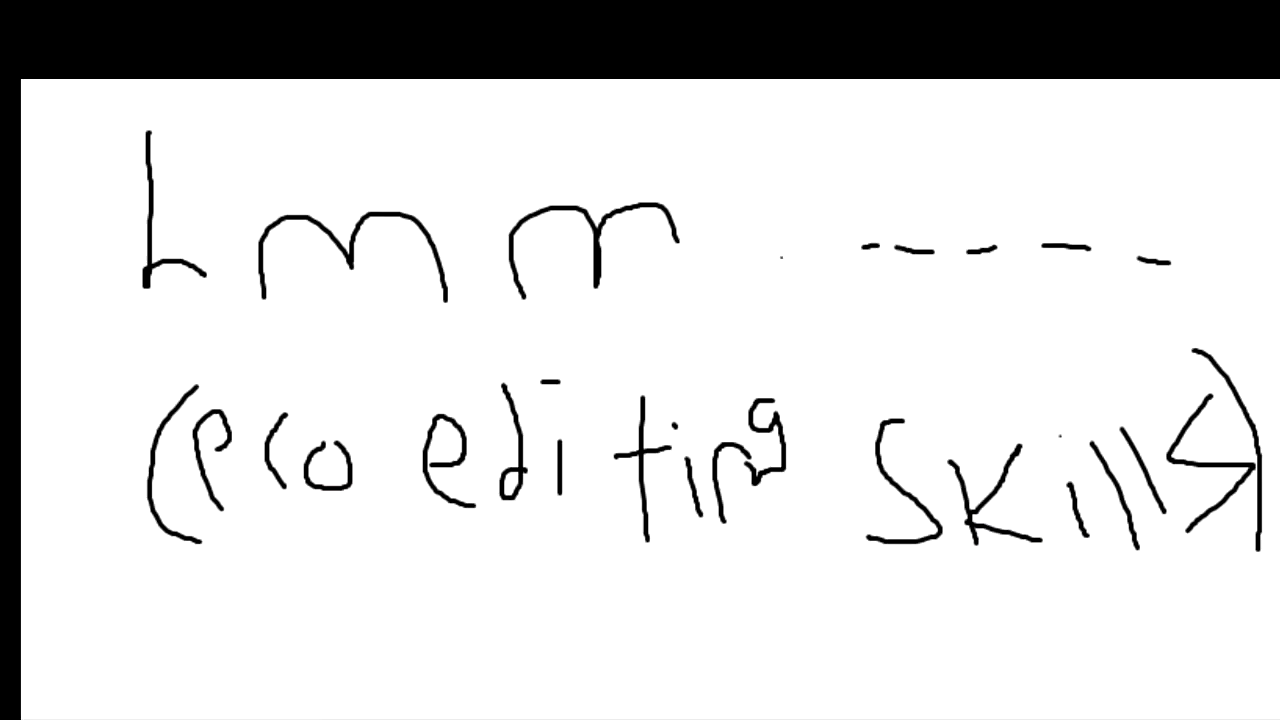 hmm -----
(pro editing skills)